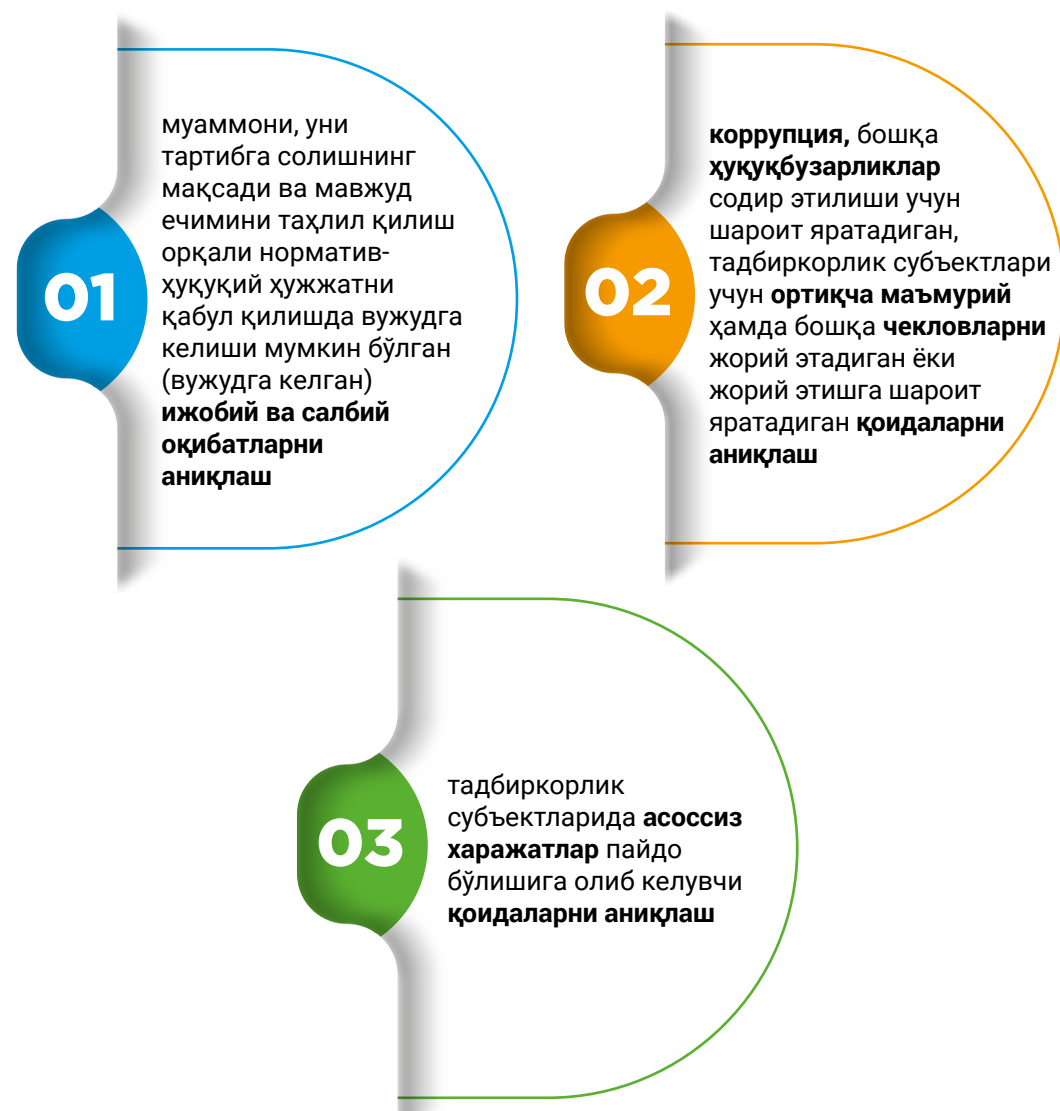 01
муаммони, уни
тартибга солишнинг
мақсади ва мавжуд
ечимини таҳлил қилиш
орқали норматив-
ҳуқуқий ҳужжатни
қабул қилишда вужудга
келиши мумкин бўлган
(вужудга келган)
ижобий ва салбий
оқибатларни
аниқлаш
02
коррупция, бошқа
ҳуқуқбузарликлар
содир этилиши учун
шароит яратадиган,
тадбиркорлик субъектлари
учун ортиқча маъмурий
ҳамда бошқа чекловларни
жорий этадиган ёки
жорий этишга шароит
яратадиган қоидаларни
аниқлаш
03
тадбиркорлик
субъектларида асоссиз
харажатлар пайдо
бўлишига олиб келувчи
қоидаларни аниқлаш